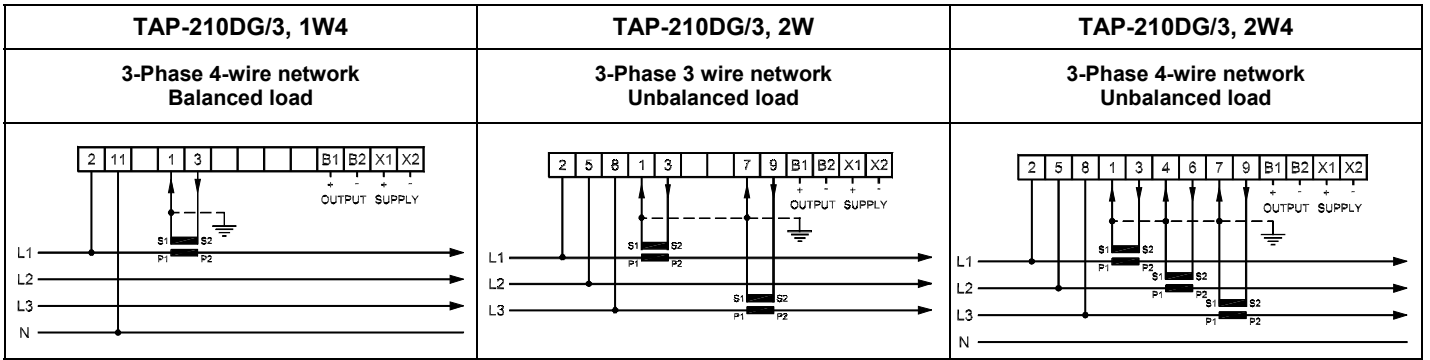 TAP-210DG/3, 1W4
TAP-210DG/3, 2W
TAP-210DG/3, 2W4
3-Phase 4-wire network
Balanced load
3-Phase 3 wire network
Unbalanced load
3-Phase 4-wire network
Unbalanced load
2 11 1 3 B1 B2 X1 X2
+ - + -
OUTPUT SUPPLY
S1 S2
L1
P1 P2
L2
L3
N
2 5 8 1 3 7 9 B1 B2 X1 X2
+ - + -
OUTPUT SUPPLY
S1 S2
L1
P1 P2
L2
S1 S2
L3
P1 P2
2 5 8 1 3 4 6 7 9 B1 B2 X1 X2
+ - + -
OUTPUT SUPPLY
S1 S2
L1
P1 P2
S1 S2
L2
P1 P2
S1 S2
L3
P1 P2
N